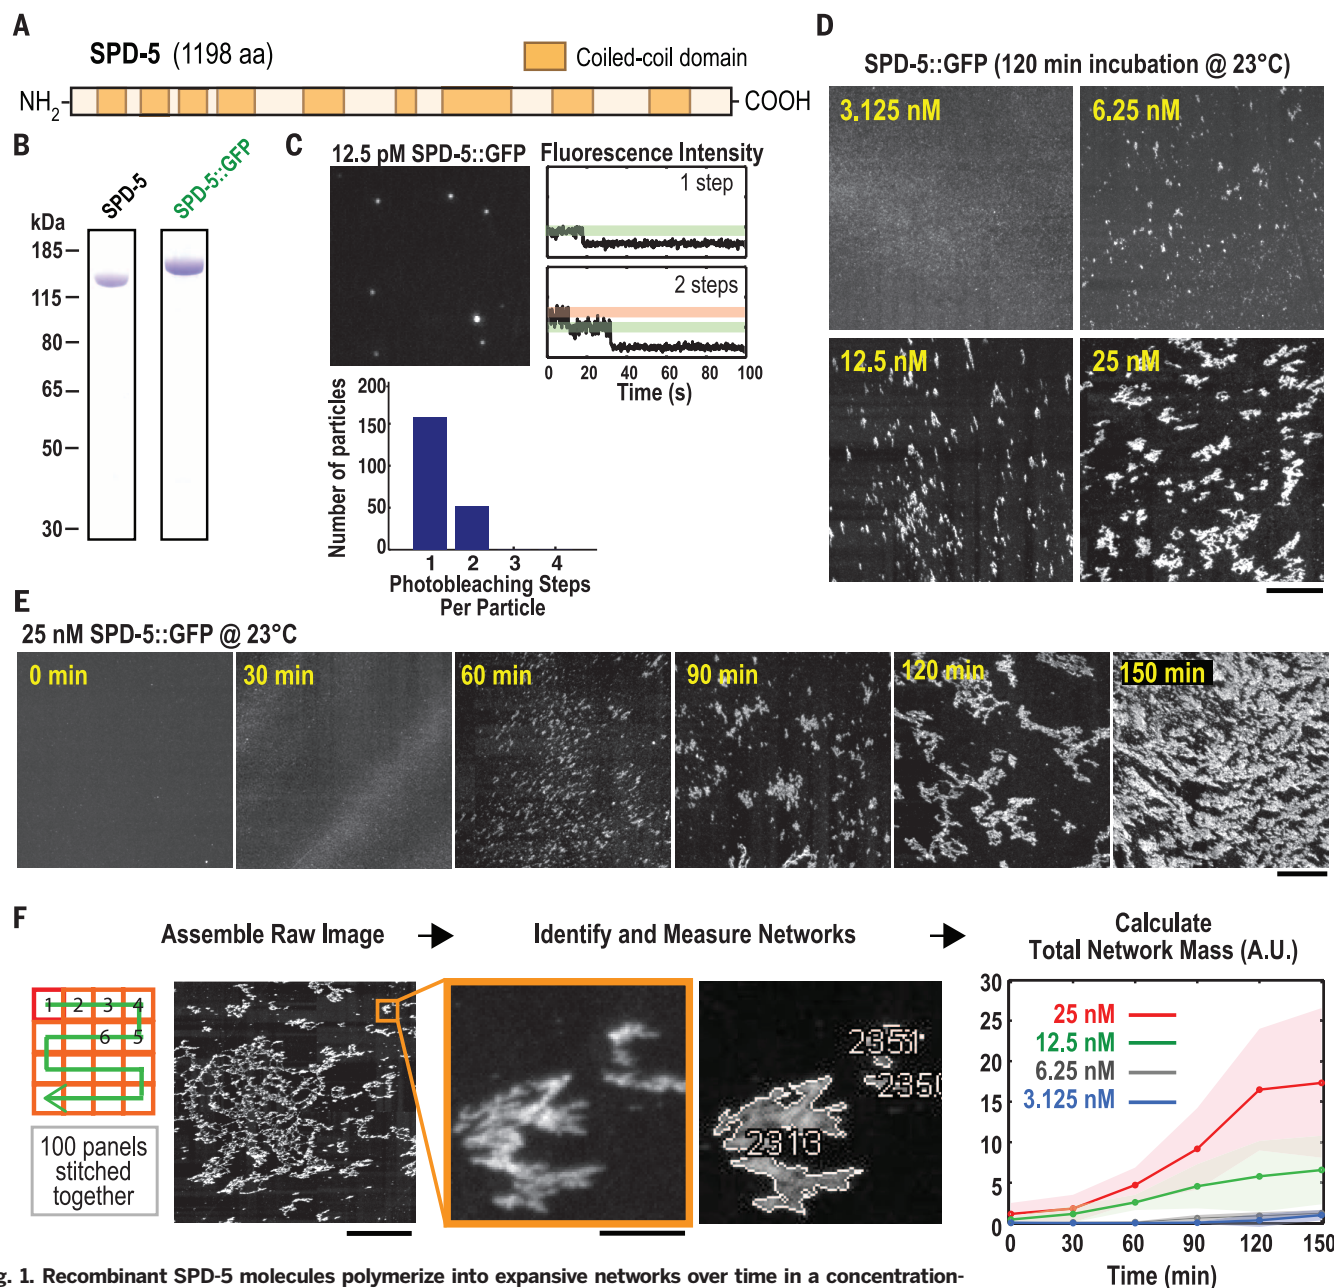 A
SPD-5 (1198 aa)
Coiled-coil domain
NH2
COOH
B
SPD-5
SPD-5::GFP
kDa
185
115
80
65
50
30
C
12.5 pM SPD-5::GFP
Fluorescence Intensity
1 step
2 steps
0 20 40 60 80 100
Time (s)
Number of particles
200
150
100
50
0
1 2 3 4
Photobleaching Steps
Per Particle
D
SPD-5::GFP (120 min incubation @ 23°C)
3.125 nM
6.25 nM
12.5 nM
25 nM
E
25 nM SPD-5::GFP @ 23°C
0 min
30 min
60 min
90 min
120 min
150 min
F
Assemble Raw Image
Identify and Measure Networks
Calculate
Total Network Mass (A.U.)
1 2 3 4
6 5
100 panels
stitched
together
2313
30
25
20
15
10
5
0
25 nM
12.5 nM
6.25 nM
3.125 nM
0 30 60 90 120 150
Time (min)
g. 1. Recombinant SPD-5 molecules polymerize into expansive networks over time in a concentration-